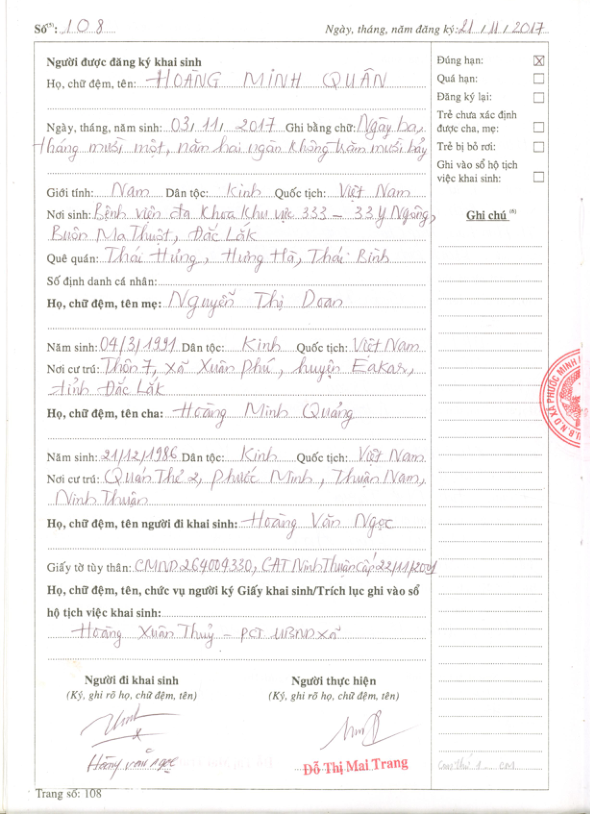 Số⁽⁵⁾: 108
Ngày, tháng, năm đăng ký: 21/11/2017
Người được đăng ký khai sinh
Họ, chữ đệm, tên: HOÀNG MINH QUÂN
Ngày, tháng, năm sinh: 03/11/2017 Ghi bằng chữ: Ngày ba,
tháng mười một, năm hai ngàn không trăm mười bảy
Giới tính: Nam Dân tộc: Kinh Quốc tịch: Việt Nam
Nơi sinh: Bệnh viện đa khoa khu vực 333 – 33 Y Ngông,
Buôn Ma Thuột, Đắc Lắk
Quê quán: Thái Hưng, Hưng Hà, Thái Bình
Số định danh cá nhân:
Họ, chữ đệm, tên mẹ: Nguyễn Thị Doan
Năm sinh: 04/3/1991 Dân tộc: Kinh Quốc tịch: Việt Nam
Nơi cư trú: Thôn 7, xã Xuân Phú, huyện Eakar,
tỉnh Đắc Lắk
Họ, chữ đệm, tên cha: Hoàng Minh Quảng
Năm sinh: 21/12/1986 Dân tộc: Kinh Quốc tịch: Việt Nam
Nơi cư trú: Quán Thẻ 2, Phước Minh, Thuận Nam,
Ninh Thuận
Họ, chữ đệm, tên người đi khai sinh: Hoàng Văn Ngọc
Giấy tờ tùy thân: CMND 264009330, CAT Ninh Thuận cấp 22/11/2001
Họ, chữ đệm, tên, chức vụ người ký Giấy khai sinh/Trích lục ghi vào sổ
hộ tịch việc khai sinh:
Hoàng Xuân Thuỷ – PCT UBND xã
Người đi khai sinh
(Ký, ghi rõ họ, chữ đệm, tên)
Hoàng Văn Ngọc
Người thực hiện
(Ký, ghi rõ họ, chữ đệm, tên)
Đỗ Thị Mai Trang
Trang số: 108
Đúng hạn: X
Quá hạn:
Đăng ký lại:
Trẻ chưa xác định
được cha, mẹ:
Trẻ bị bỏ rơi:
Ghi vào sổ hộ tịch
việc khai sinh:
Ghi chú ⁽⁶⁾
U.B.N.D XÃ PHƯỚC MINH
con thứ 1